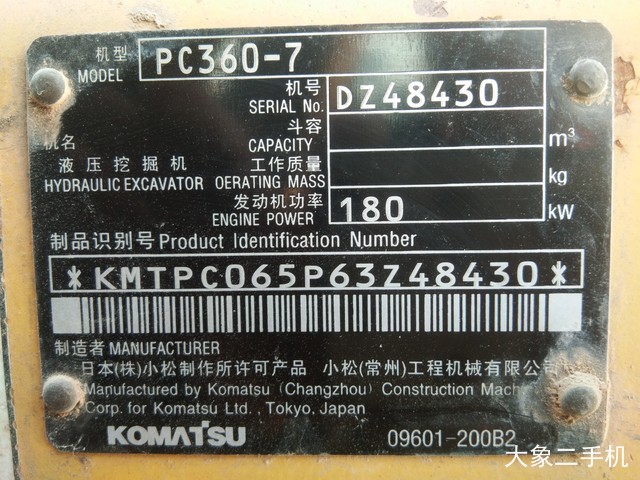 机型 MODEL PC360-7
机号 SERIAL No. DZ48430
斗容 CAPACITY m³
机名
液压挖掘机 工作质量
HYDRAULIC EXCAVATOR OERATING MASS kg
发动机功率 ENGINE POWER 180 kW
制品识别号 Product Identification Number
*KMTPC065P63Z48430*
制造者 MANUFACTURER
日本(株)小松制作所许可产品 小松(常州)工程机械有限公司
Manufactured by Komatsu (Changzhou) Construction Mach
Corp. for Komatsu Ltd., Tokyo, Japan
KOMATSU 09601-200B2
大象二手机